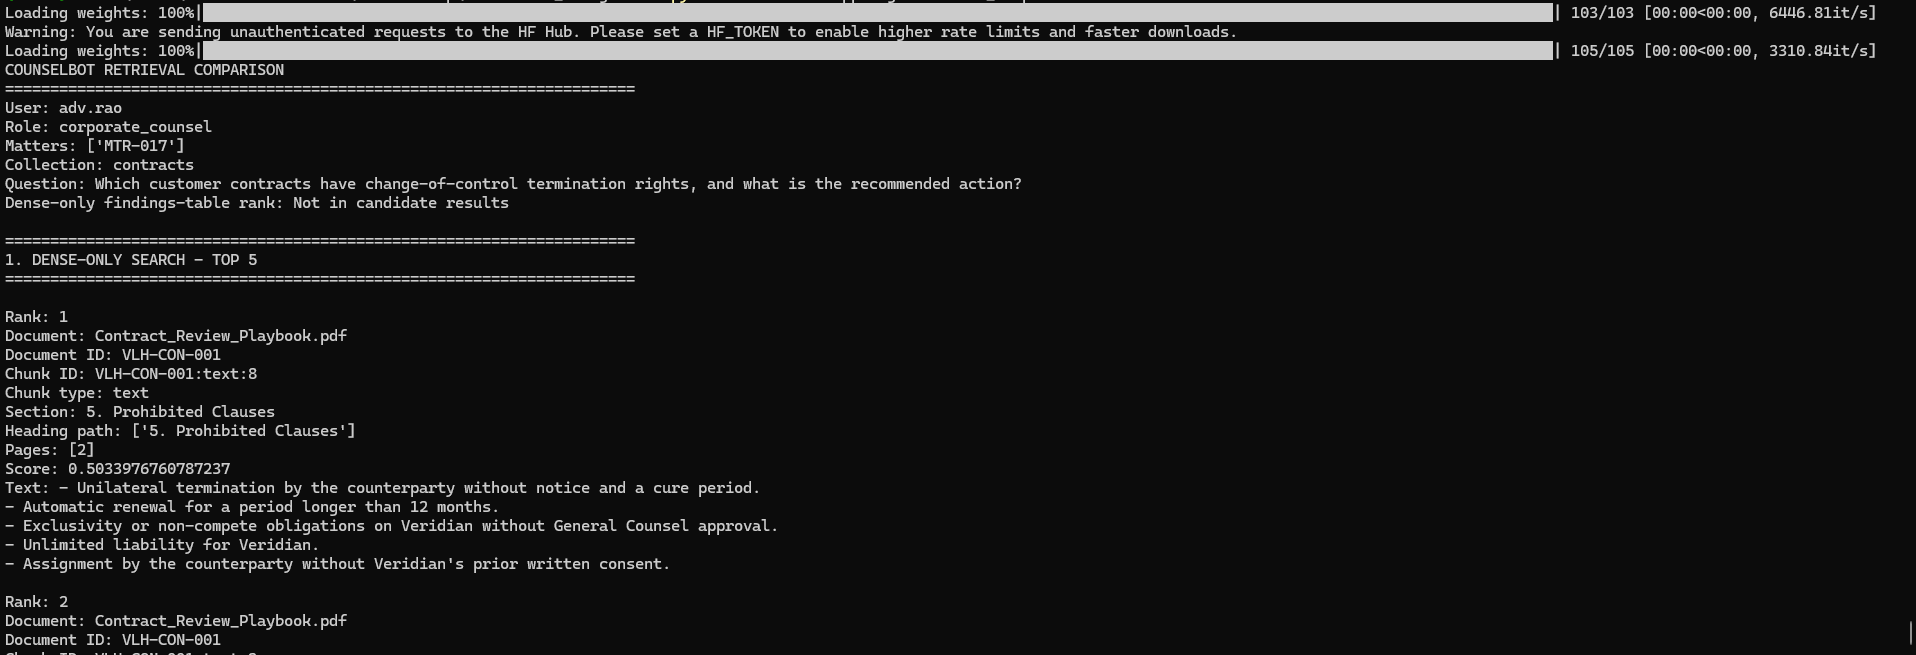 Loading weights: 100%| | 103/103 [00:00<00:00, 6446.81it/s]
Warning: You are sending unauthenticated requests to the HF Hub. Please set a HF_TOKEN to enable higher rate limits and faster downloads.
Loading weights: 100%| | 105/105 [00:00<00:00, 3310.84it/s]
COUNSELBOT RETRIEVAL COMPARISON
======================================================================
User: adv.rao
Role: corporate_counsel
Matters: ['MTR-017']
Collection: contracts
Question: Which customer contracts have change-of-control termination rights, and what is the recommended action?
Dense-only findings-table rank: Not in candidate results
======================================================================
1. DENSE-ONLY SEARCH - TOP 5
======================================================================
Rank: 1
Document: Contract_Review_Playbook.pdf
Document ID: VLH-CON-001
Chunk ID: VLH-CON-001:text:8
Chunk type: text
Section: 5. Prohibited Clauses
Heading path: ['5. Prohibited Clauses']
Pages: [2]
Score: 0.5033976760787237
Text: - Unilateral termination by the counterparty without notice and a cure period.
- Automatic renewal for a period longer than 12 months.
- Exclusivity or non-compete obligations on Veridian without General Counsel approval.
- Unlimited liability for Veridian.
- Assignment by the counterparty without Veridian's prior written consent.
Rank: 2
Document: Contract_Review_Playbook.pdf
Document ID: VLH-CON-001